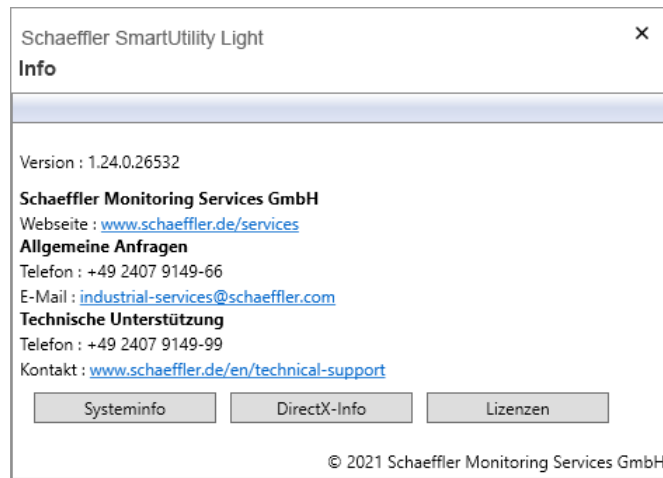 Schaeffler SmartUtility Light
Info
Version : 1.24.0.26532
Schaeffler Monitoring Services GmbH
Webseite : www.schaeffler.de/services
Allgemeine Anfragen
Telefon : +49 2407 9149-66
E-Mail : industrial-services@schaeffler.com
Technische Unterstützung
Telefon : +49 2407 9149-99
Kontakt : www.schaeffler.de/en/technical-support
Systeminfo DirectX-Info Lizenzen
© 2021 Schaeffler Monitoring Services GmbH